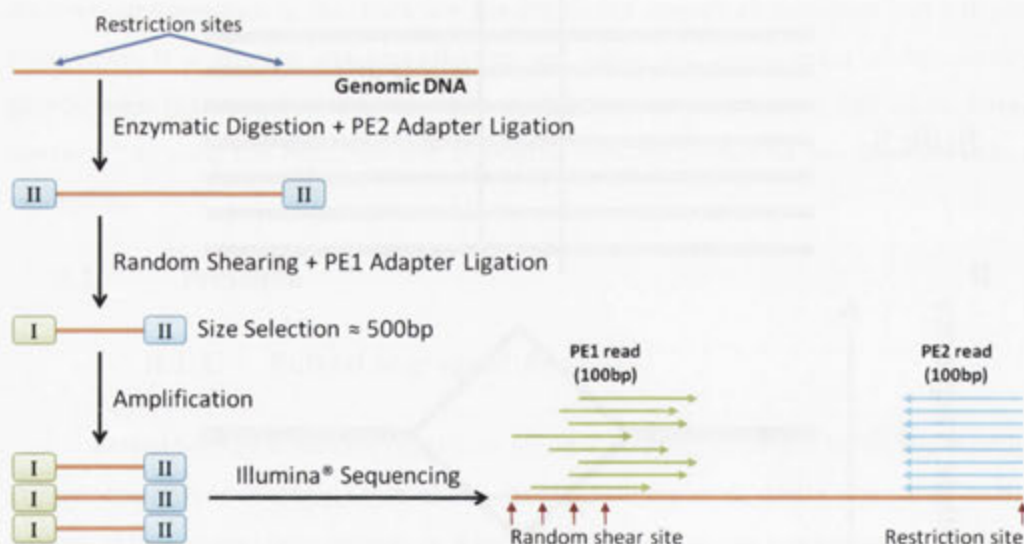 Restriction sites
Genomic DNA
Enzymatic Digestion + PE2 Adapter Ligation
II II
Random Shearing + PE1 Adapter Ligation
I II Size Selection ≈ 500bp
Amplification
PE1 read
(100bp)
PE2 read
(100bp)
I II
I II
I II
Illumina® Sequencing
Random shear site
Restriction site